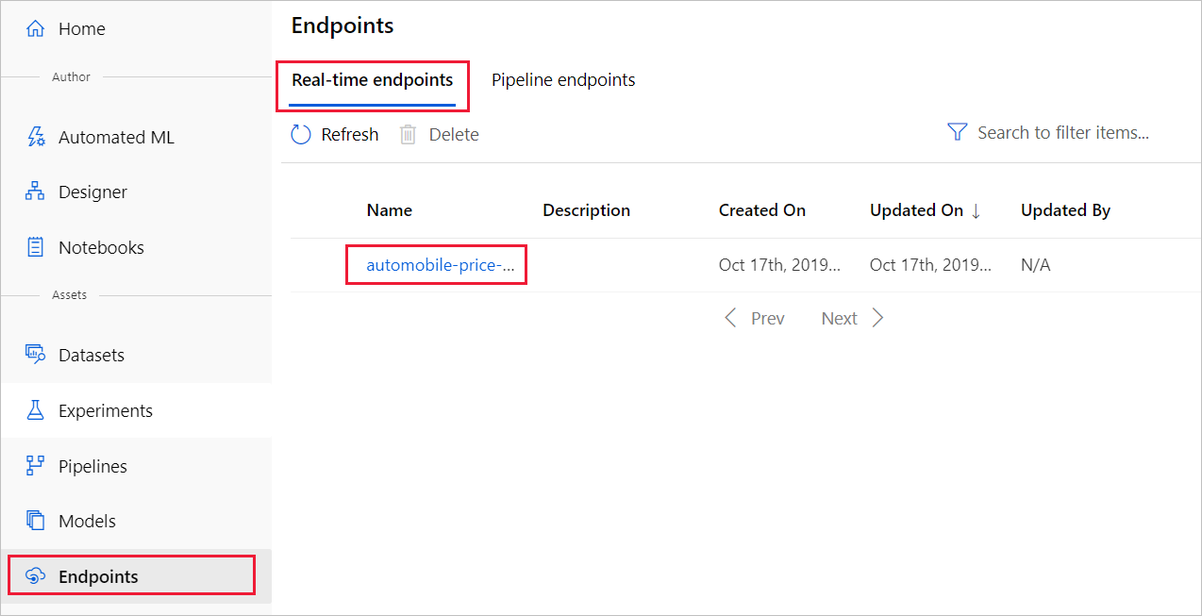 Home
Author
Automated ML
Designer
Notebooks
Assets
Datasets
Experiments
Pipelines
Models
Endpoints
Endpoints
Real-time endpoints Pipeline endpoints
Refresh Delete Search to filter items...
Name Description Created On Updated On ↓ Updated By
automobile-price-... Oct 17th, 2019... Oct 17th, 2019... N/A
Prev Next